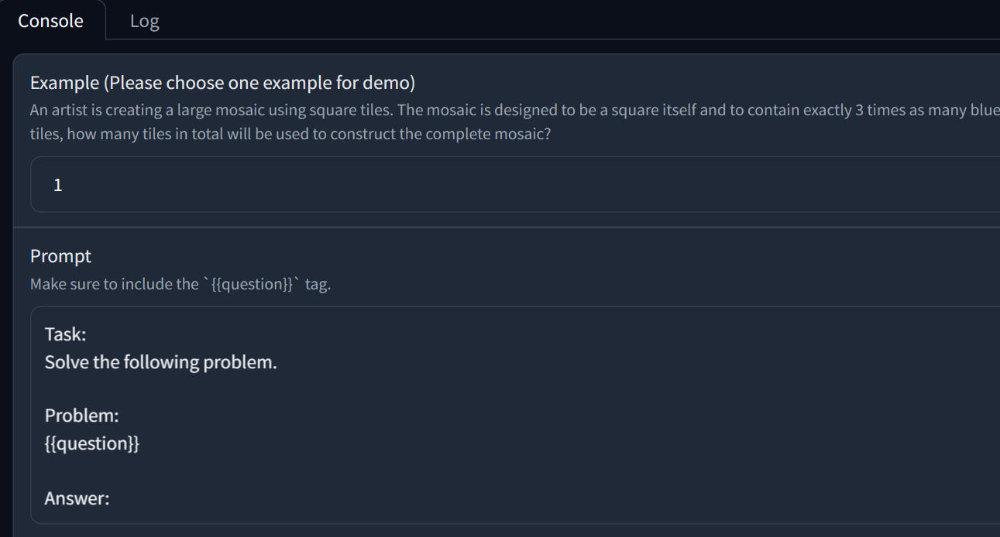 Console
Log
Example (Please choose one example for demo)
An artist is creating a large mosaic using square tiles. The mosaic is designed to be a square itself and to contain exactly 3 times as many blue
tiles, how many tiles in total will be used to construct the complete mosaic?
1
Prompt
Make sure to include the `{{question}}` tag.
Task:
Solve the following problem.
Problem:
{{question}}
Answer: